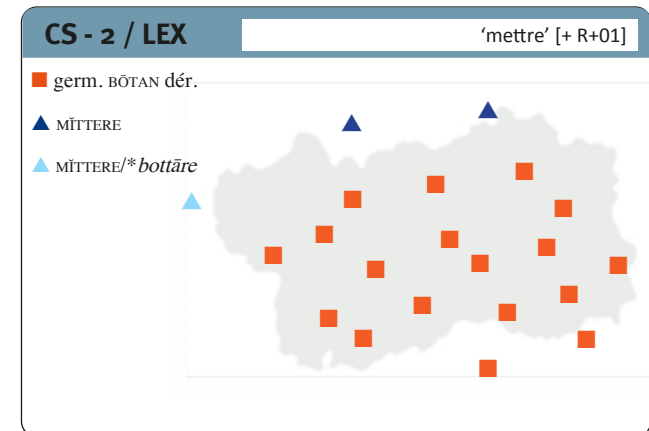 CS - 2 / LEX
‘mettre’ [+ R+01]
germ. BŌTAN dér.
MĬTTERE
MĬTTERE/*bottāre